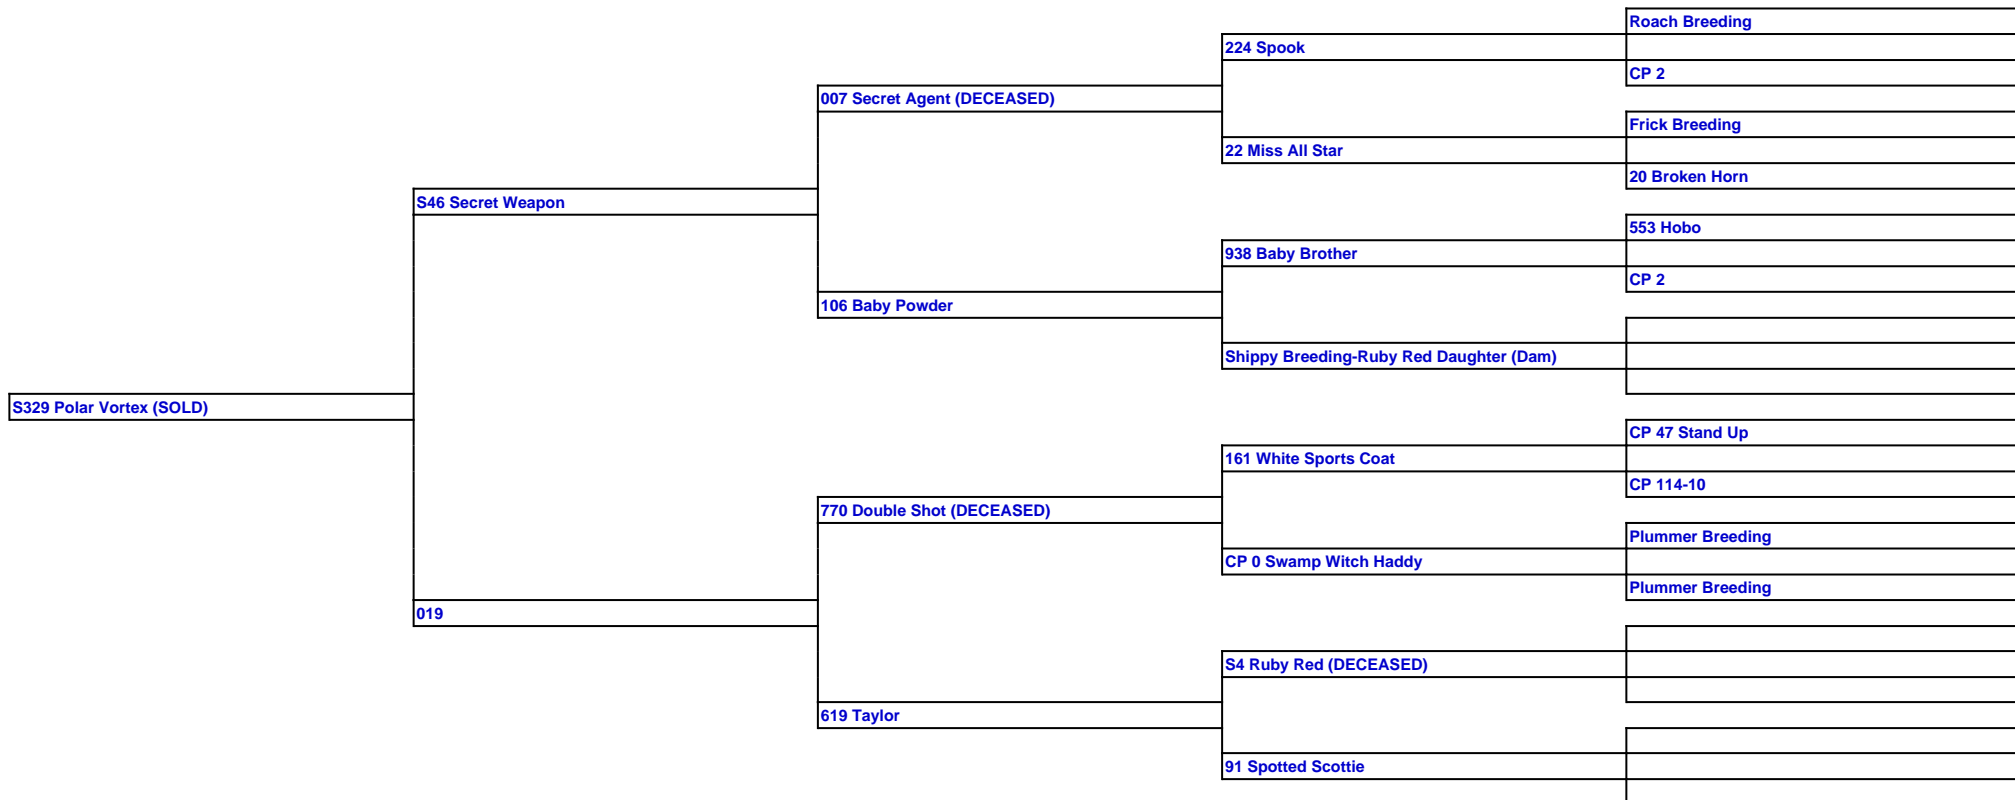 Roach Breeding
224 Spook
CP 2
007 Secret Agent (DECEASED)
Frick Breeding
22 Miss All Star
20 Broken Horn
S46 Secret Weapon
553 Hobo
938 Baby Brother
CP 2
106 Baby Powder
Shippy Breeding-Ruby Red Daughter (Dam)
S329 Polar Vortex (SOLD)
CP 47 Stand Up
161 White Sports Coat
CP 114-10
770 Double Shot (DECEASED)
Plummer Breeding
CP 0 Swamp Witch Haddy
Plummer Breeding
019
S4 Ruby Red (DECEASED)
619 Taylor
91 Spotted Scottie